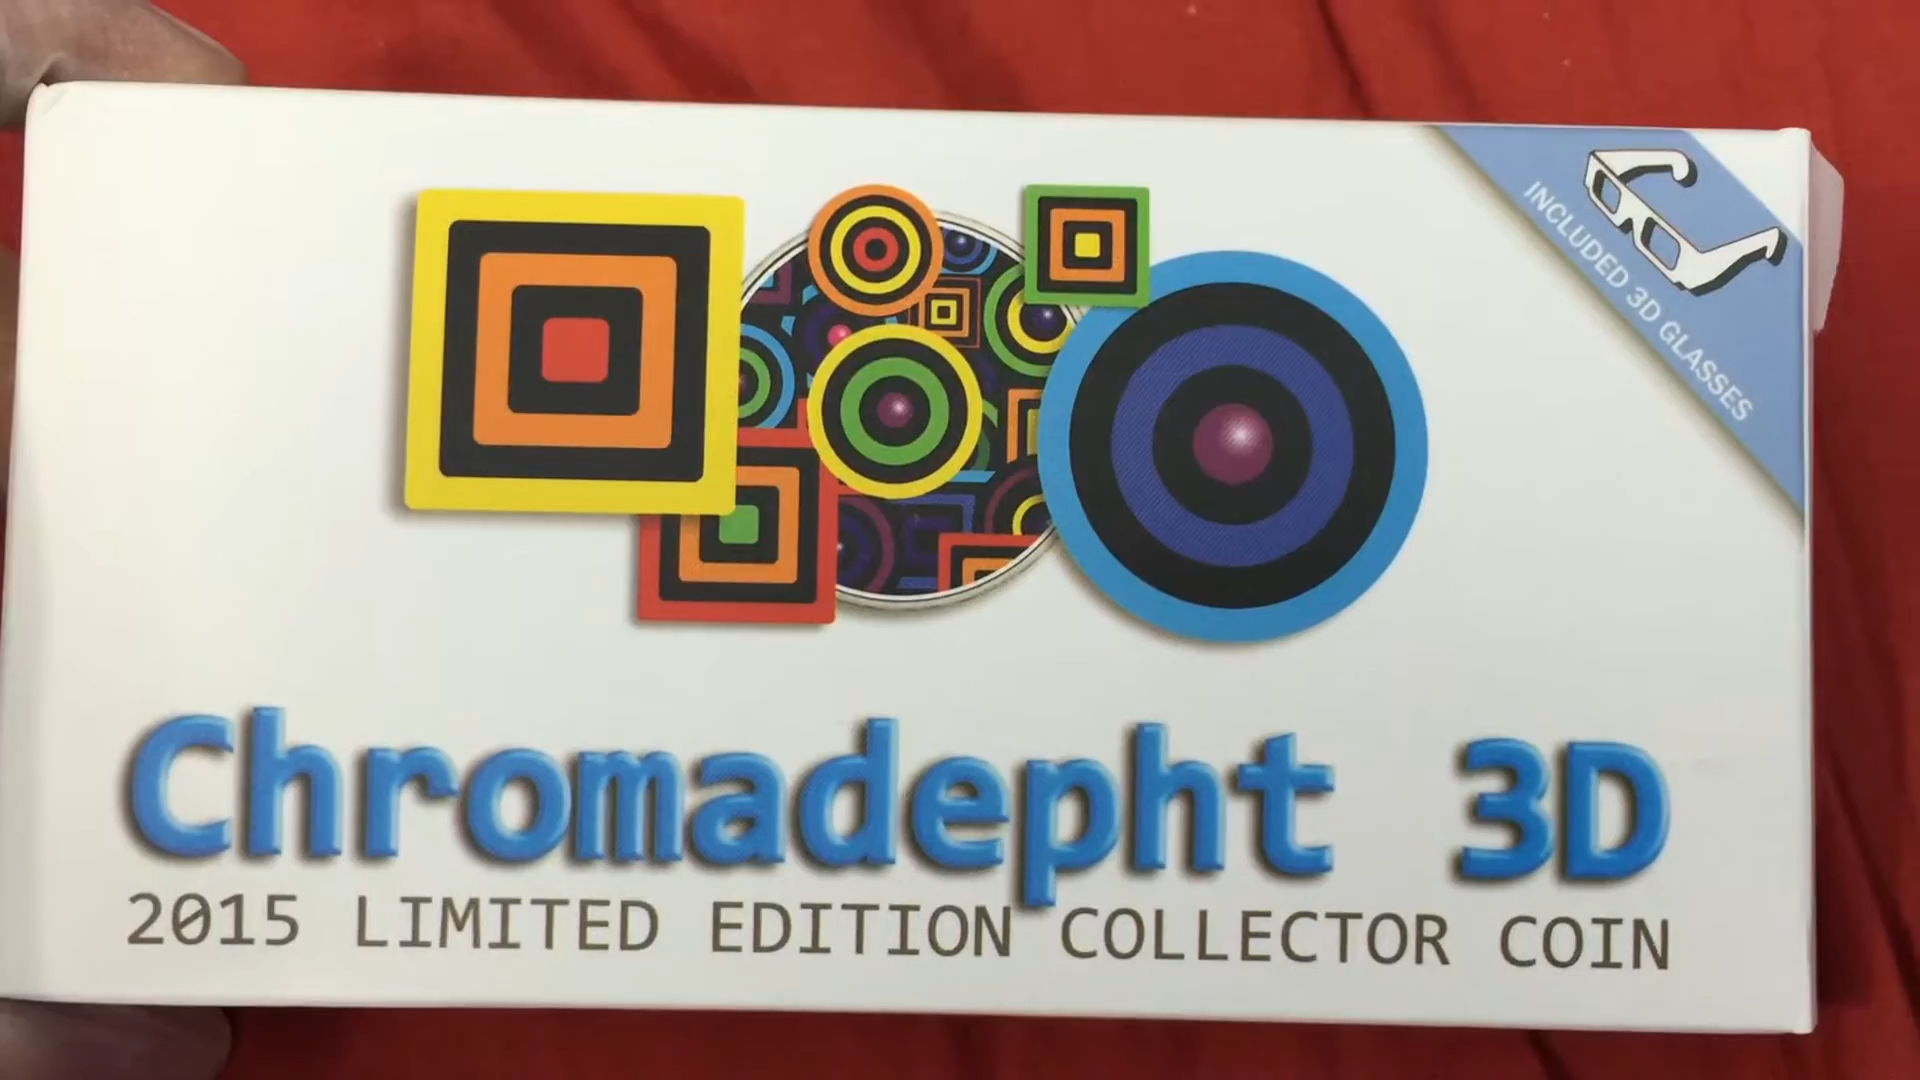 INCLUDED 3D GLASSES
Chromadepht 3D
2015 LIMITED EDITION COLLECTOR COIN